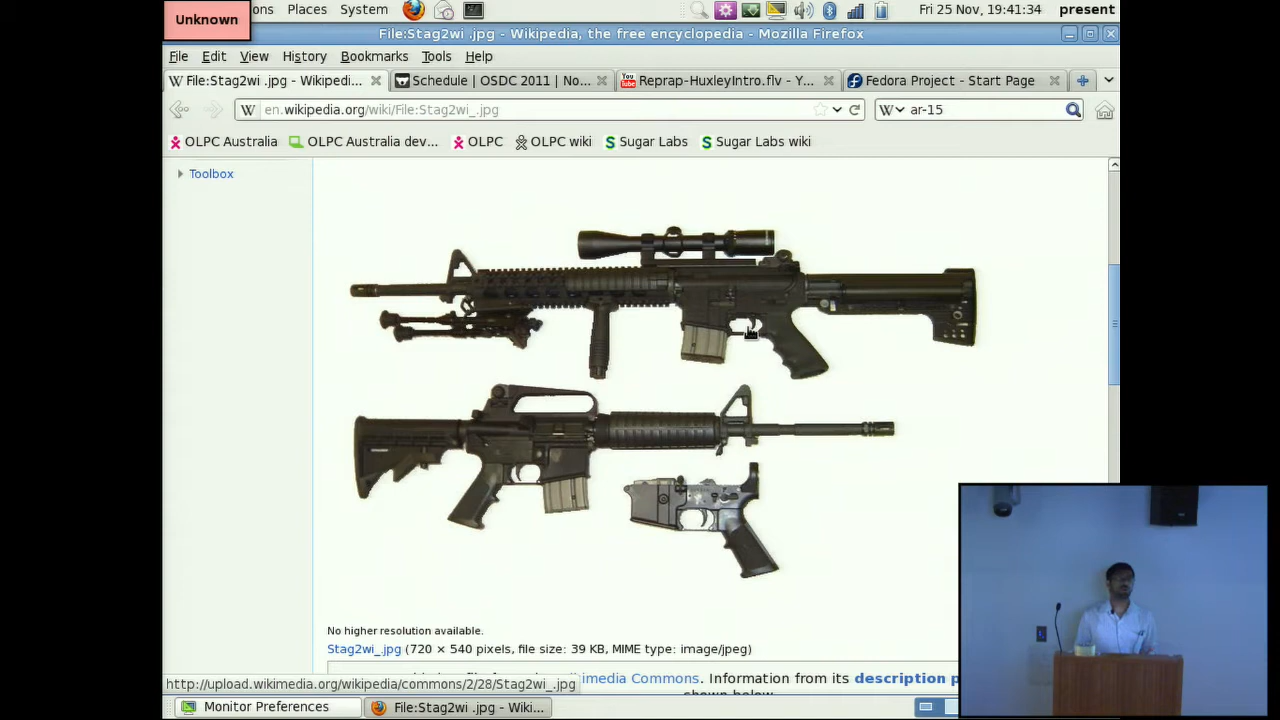 Unknown
ons Places System Fri 25 Nov, 19:41:34 present
File:Stag2wi .jpg - Wikipedia, the free encyclopedia - Mozilla Firefox
File Edit View History Bookmarks Tools Help
File:Stag2wi .jpg - Wikipedi... Schedule | OSDC 2011 | No... You Tube Reprap-HuxleyIntro.flv - Y... Fedora Project - Start Page
W en.wikipedia.org/wiki/File:Stag2wi_.jpg W ar-15
OLPC Australia OLPC Australia dev... OLPC OLPC wiki Sugar Labs Sugar Labs wiki
Toolbox
No higher resolution available.
Stag2wi_.jpg (720 × 540 pixels, file size: 39 KB, MIME type: image/jpeg)
imedia Commons. Information from its description p
shown below.
http://upload.wikimedia.org/wikipedia/commons/2/28/Stag2wi_.jpg
Monitor Preferences File:Stag2wi .jpg - Wiki...